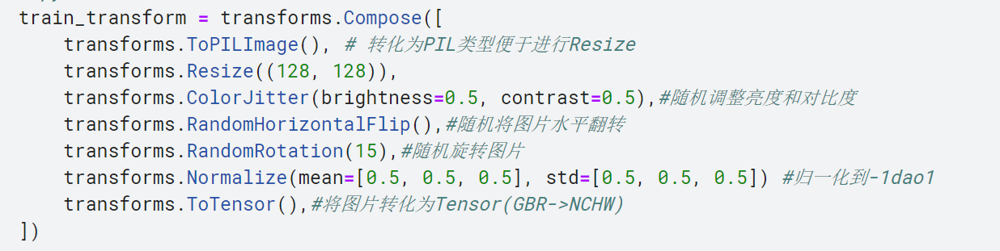 train_transform = transforms.Compose([
    transforms.ToPILImage(), # 转化为PIL类型便于进行Resize
    transforms.Resize((128, 128)),
    transforms.ColorJitter(brightness=0.5, contrast=0.5),#随机调整亮度和对比度
    transforms.RandomHorizontalFlip(),#随机将图片水平翻转
    transforms.RandomRotation(15),#随机旋转图片
    transforms.Normalize(mean=[0.5, 0.5, 0.5], std=[0.5, 0.5, 0.5]) #归一化到-1dao1
    transforms.ToTensor(),#将图片转化为Tensor(GBR->NCHW)
])